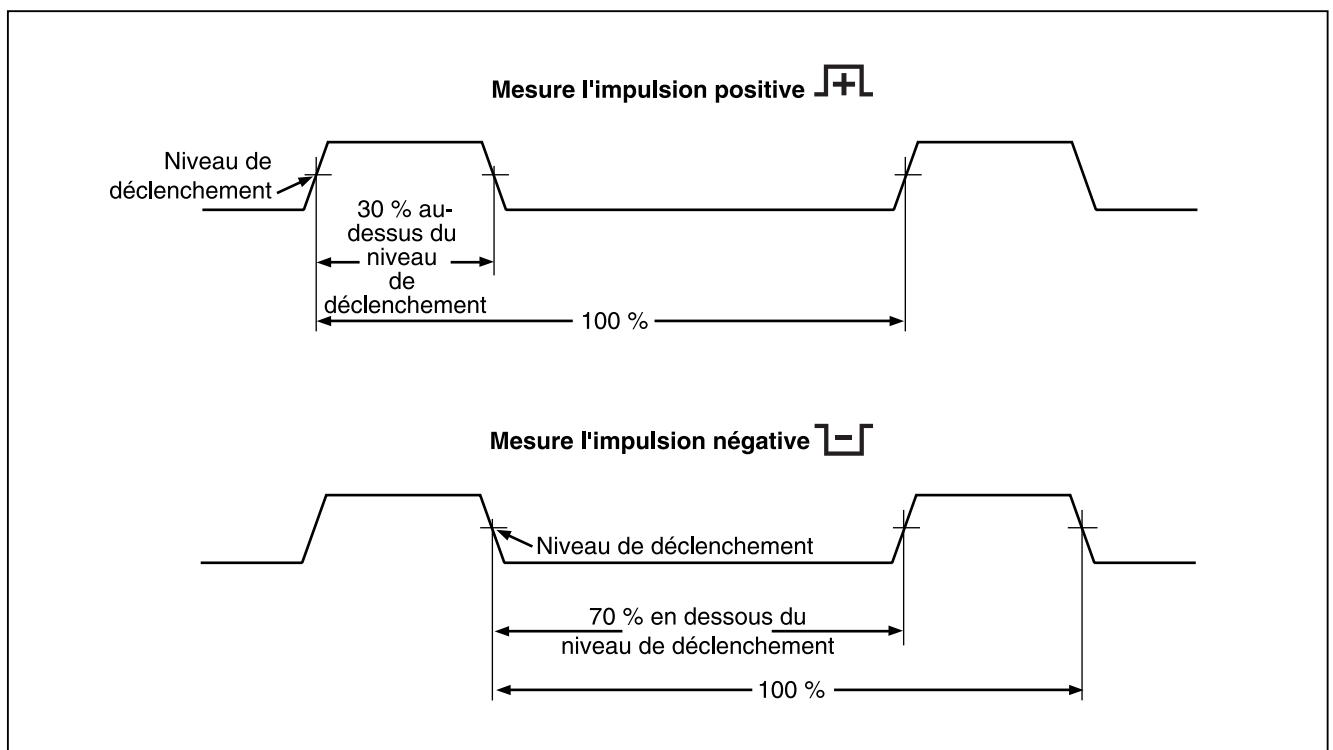 Mesure l'impulsion positive +
Niveau de
déclenchement
30 % au-
dessus du
niveau
de
déclenchement
100 %
Mesure l'impulsion négative -
Niveau de déclenchement
70 % en dessous du
niveau de déclenchement
100 %